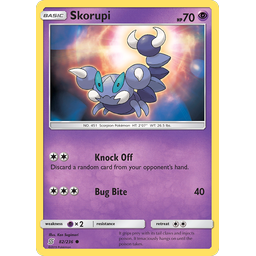 BASIC Skorupi HP70
NO. 451 Scorpion Pokémon HT: 2'07" WT: 26.5 lbs.
Knock Off
Discard a random card from your opponent's hand.
Bug Bite 40
weakness ×2 resistance retreat
82/236